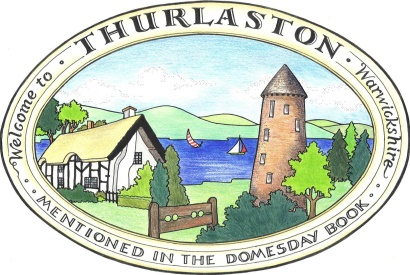 Welcome to · THURLASTON · Warwickshire
· MENTIONED IN THE DOMESDAY BOOK ·